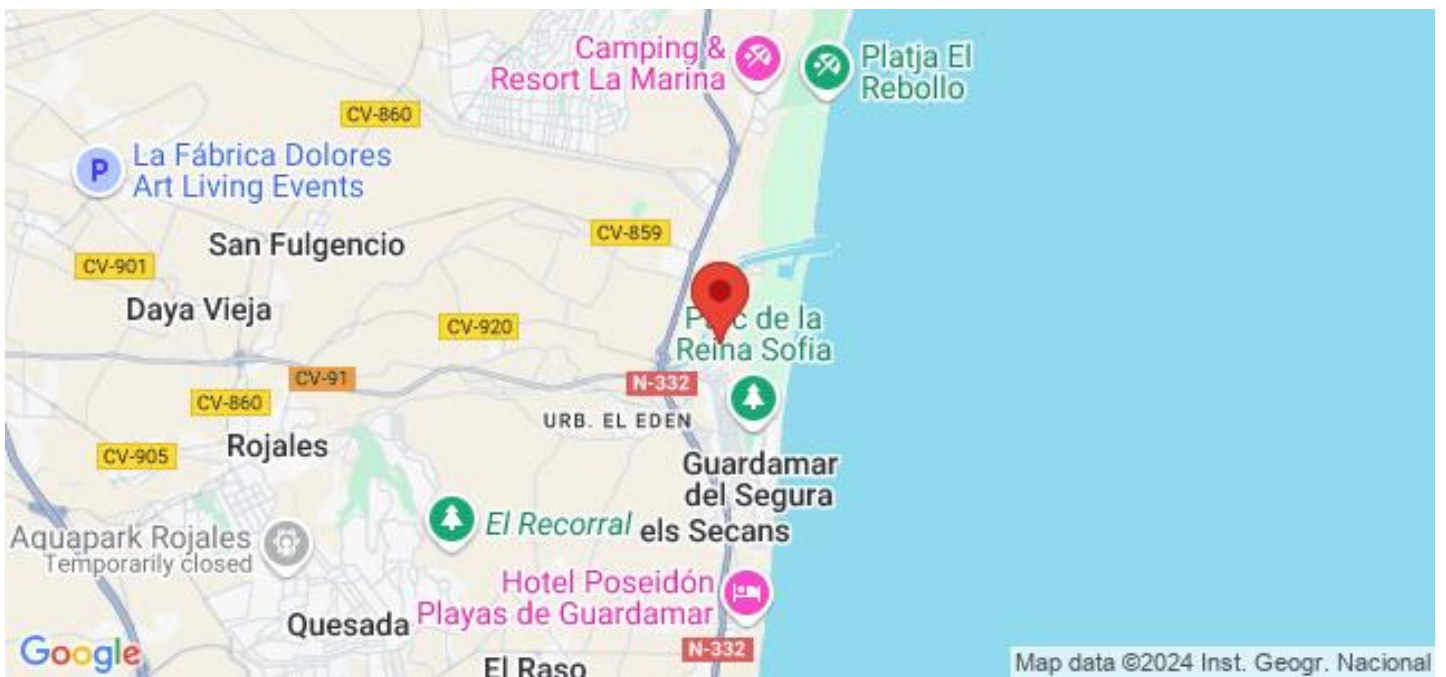 Camping &
Resort La Marina
Platja El
Rebollo
CV-860
La Fábrica Dolores
Art Living Events
P
San Fulgencio
CV-859
CV-901
Daya Vieja
CV-920
Parc de la
Reina Sofia
CV-91
N-332
CV-860
URB. EL EDEN
Rojales
CV-905
Guardamar
del Segura
El Recorral
els Secans
Aquapark Rojales
Temporarily closed
Hotel Poseidón
Playas de Guardamar
Quesada
N-332
El Raso
Google
Map data ©2024 Inst. Geogr. Nacional